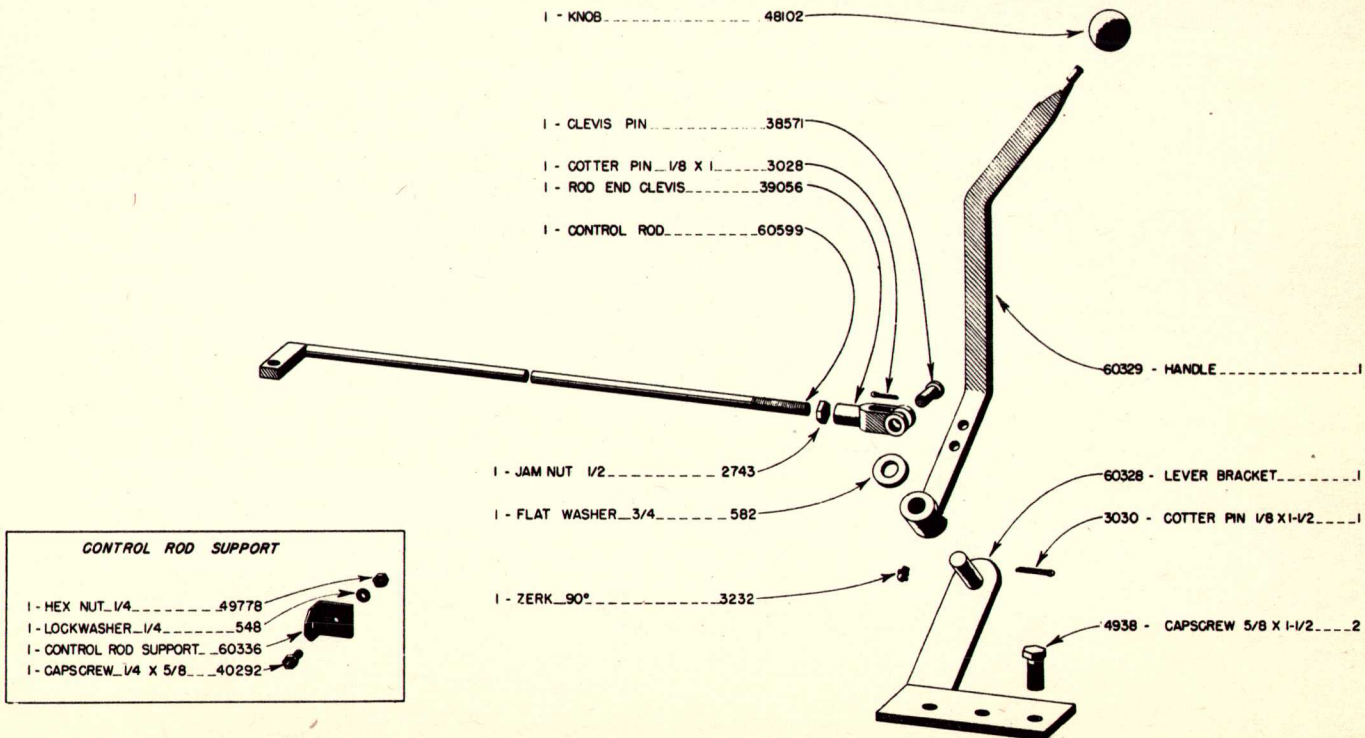 1 - KNOB 48102
1 - CLEVIS PIN 38571
1 - COTTER PIN 1/8 X 1 3028
1 - ROD END CLEVIS 39056
1 - CONTROL ROD 60599
60329 - HANDLE 1
1 - JAM NUT 1/2 2743
1 - FLAT WASHER 3/4 582
1 - ZERK 90° 3232
60328 - LEVER BRACKET 1
3030 - COTTER PIN 1/8 X 1-1/2 1
4938 - CAPSCREW 5/8 X 1-1/2 2
CONTROL ROD SUPPORT
1 - HEX NUT 1/4 49778
1 - LOCKWASHER 1/4 548
1 - CONTROL ROD SUPPORT 60336
1 - CAPSCREW 1/4 X 5/8 40292